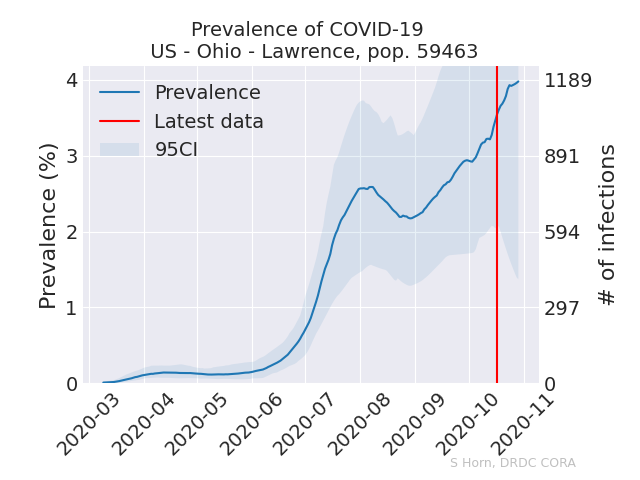 Prevalence of COVID-19
US - Ohio - Lawrence, pop. 59463
Prevalence
Latest data
95CI
Prevalence (%)
4
3
2
1
0
1189
891
594
297
0
# of infections
2020-03
2020-04
2020-05
2020-06
2020-07
2020-08
2020-09
2020-10
2020-11
S Horn, DRDC CORA